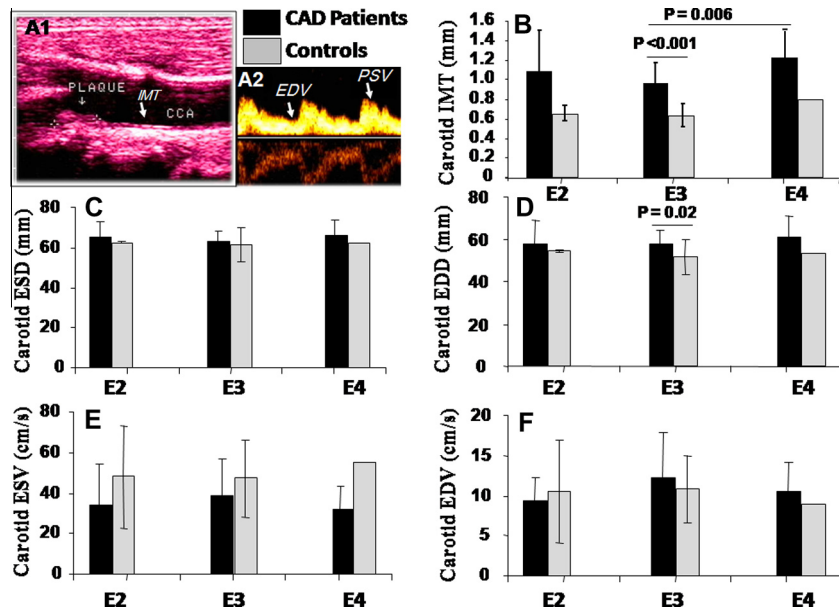 A1
PLAQUE
IMT
CCA
CAD Patients
Controls
A2
EDV
PSV
B
P = 0.006
P <0.001
Carotid IMT (mm)
1.6
1.4
1.2
1.0
0.8
0.6
0.4
0.2
0
E2 E3 E4
C
Carotid ESD (mm)
80
60
40
20
0
E2 E3 E4
D
P = 0.02
Carotid EDD (mm)
80
60
40
20
0
E2 E3 E4
E
Carotid ESV (cm/s)
80
60
40
20
0
E2 E3 E4
F
Carotid EDV (cm/s)
20
15
10
5
0
E2 E3 E4